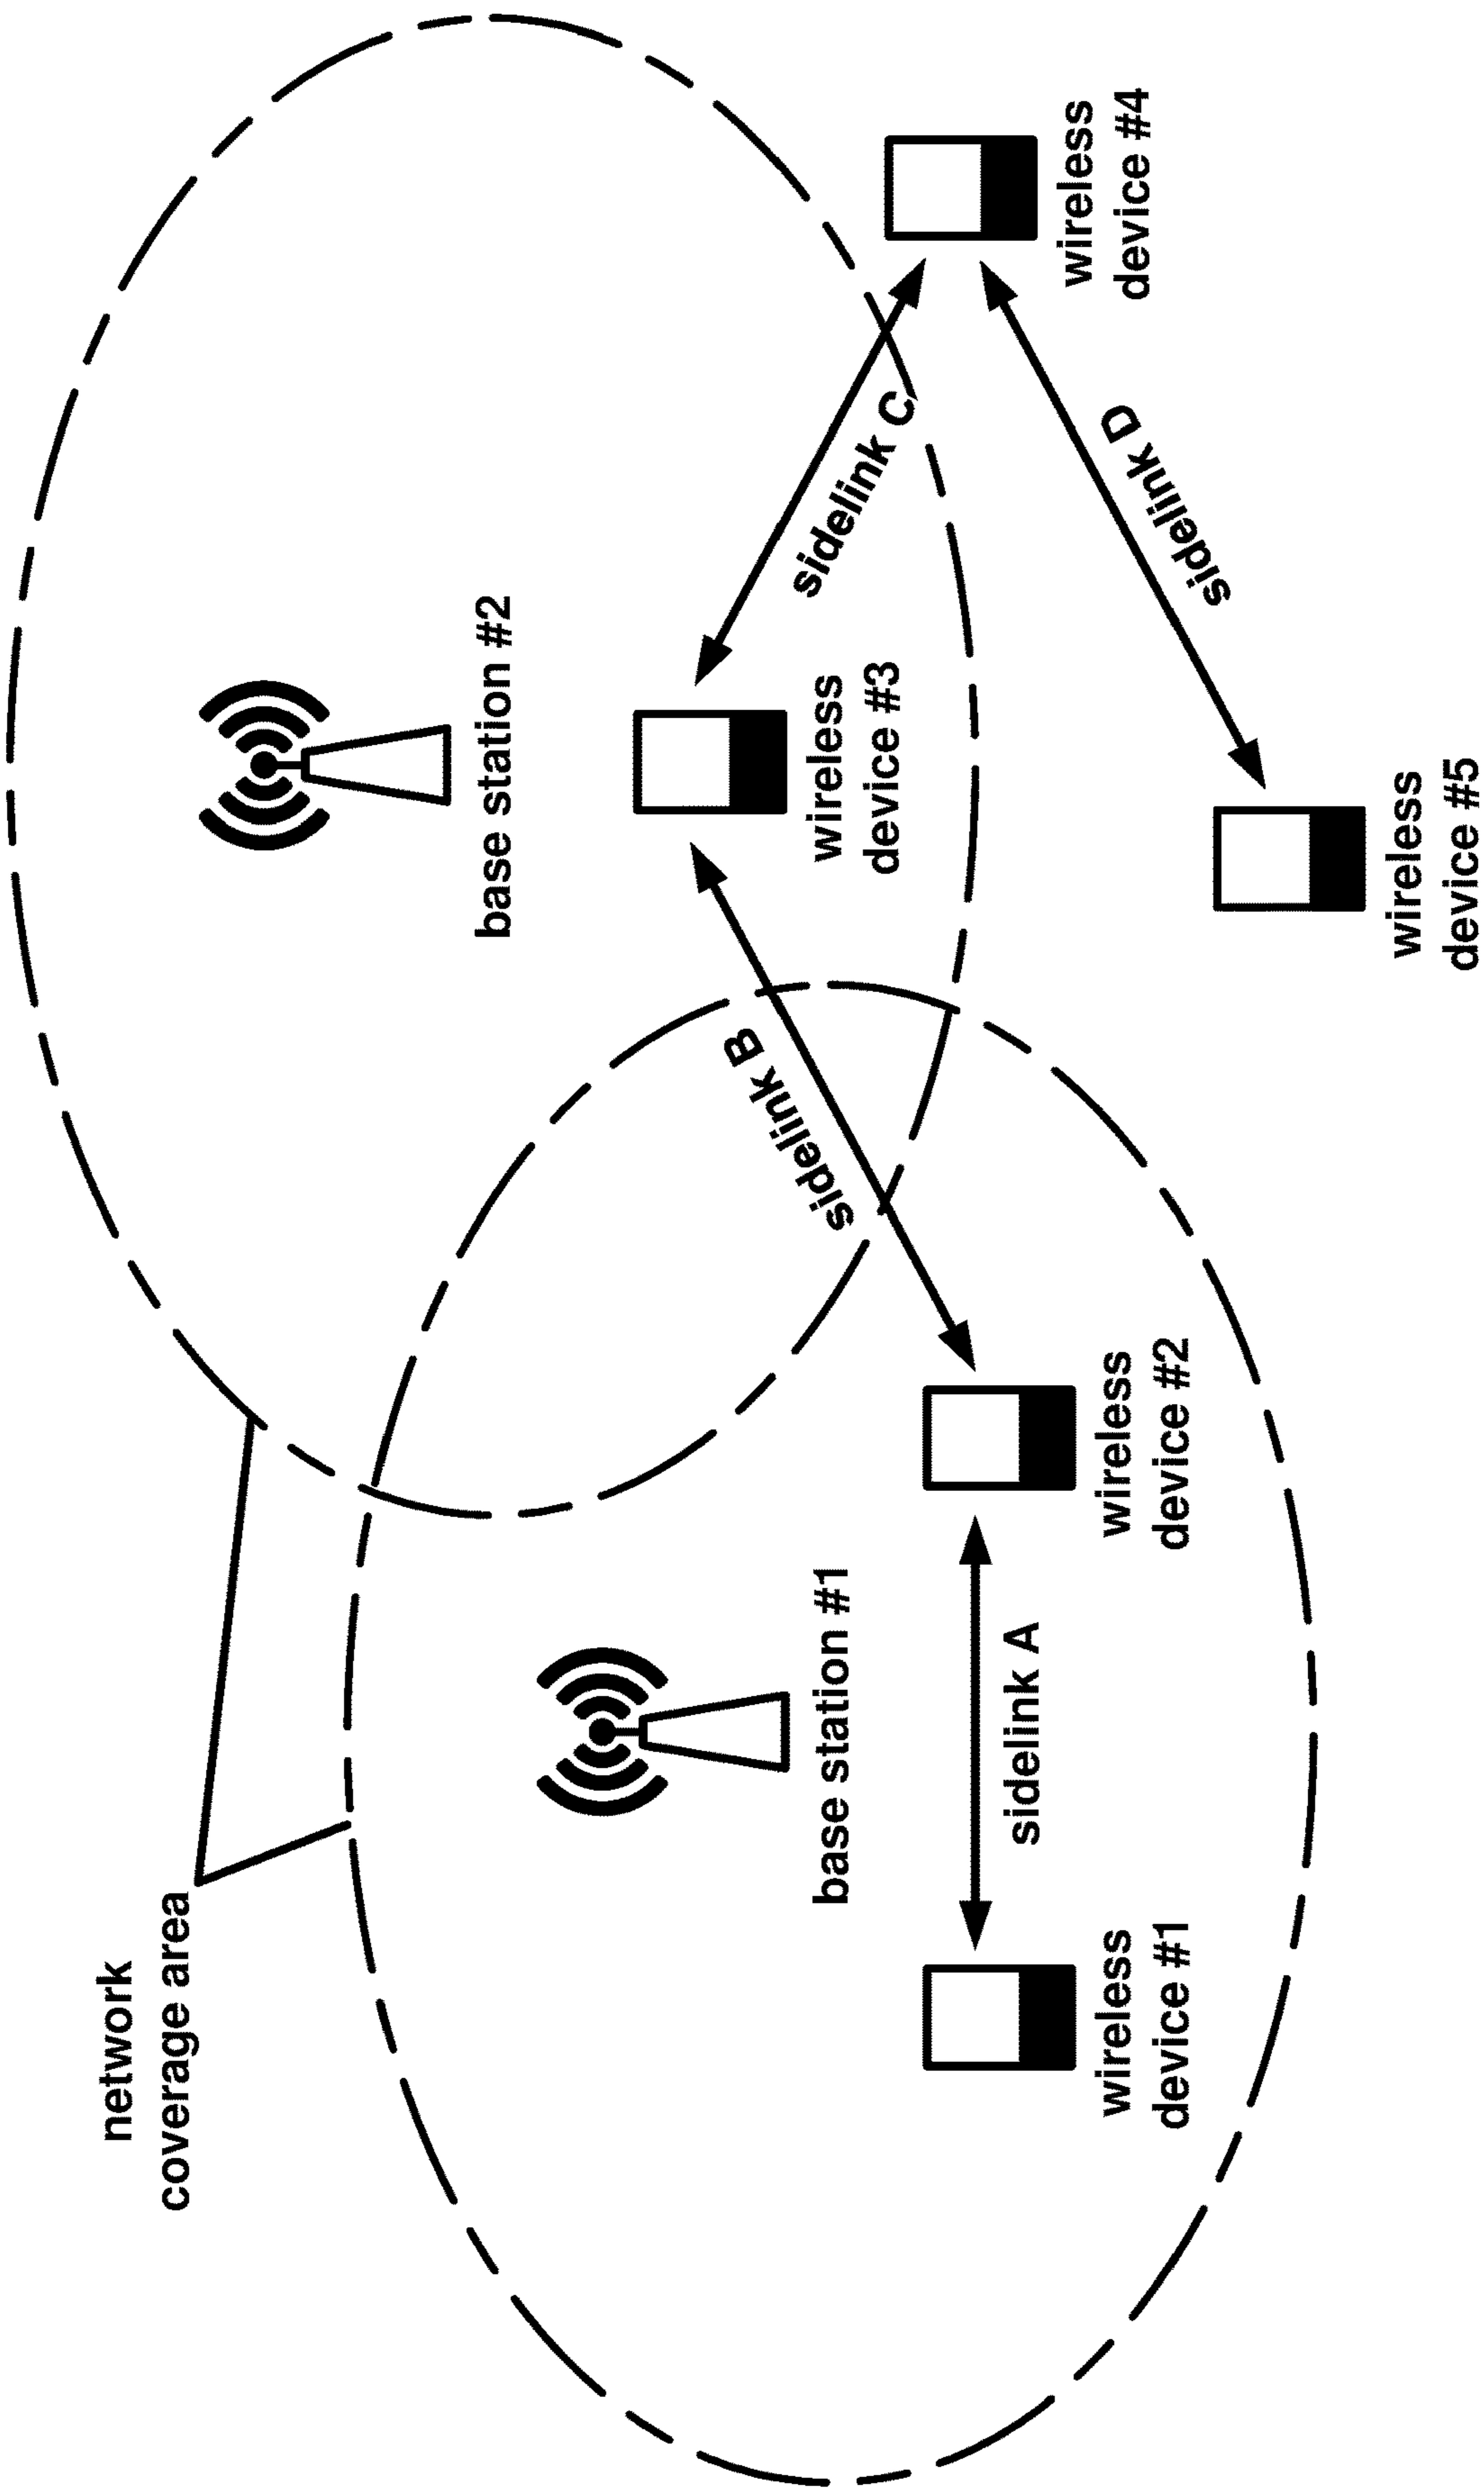 network
coverage area
base station #2
base station #1
sidelink B
sidelink C
wireless
device #3
sidelink A
wireless
device #1
wireless
device #2
wireless
device #4
sidelink D
wireless
device #5